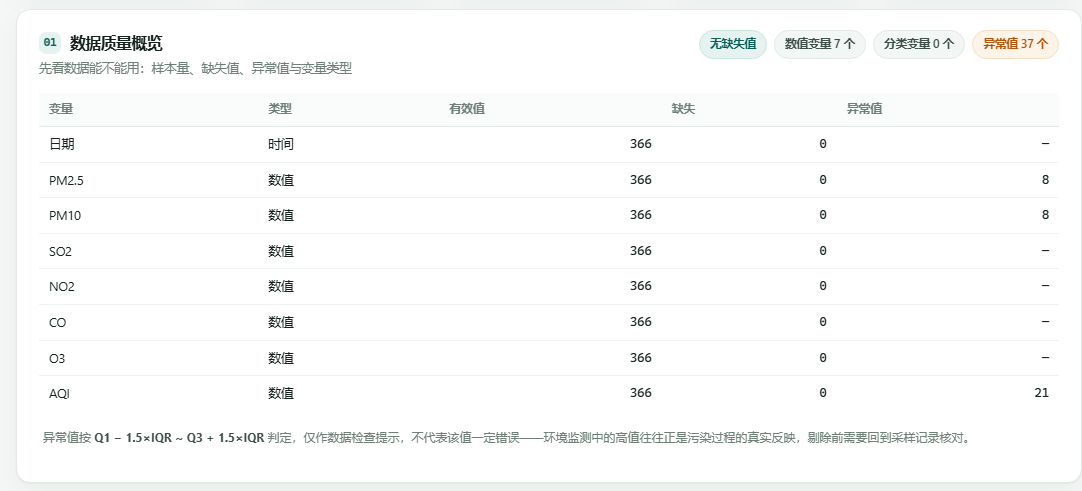 01 数据质量概览 无缺失值 数值变量 7 个 分类变量 0 个 异常值 37 个
先看数据能不能用：样本量、缺失值、异常值与变量类型
变量 类型 有效值 缺失 异常值
日期 时间 366 0 –
PM2.5 数值 366 0 8
PM10 数值 366 0 8
SO2 数值 366 0 –
NO2 数值 366 0 –
CO 数值 366 0 –
O3 数值 366 0 –
AQI 数值 366 0 21
异常值按 Q1 − 1.5×IQR ~ Q3 + 1.5×IQR 判定，仅作数据检查提示，不代表该值一定错误——环境监测中的高值往往正是污染过程的真实反映，剔除前需要回到采样记录核对。